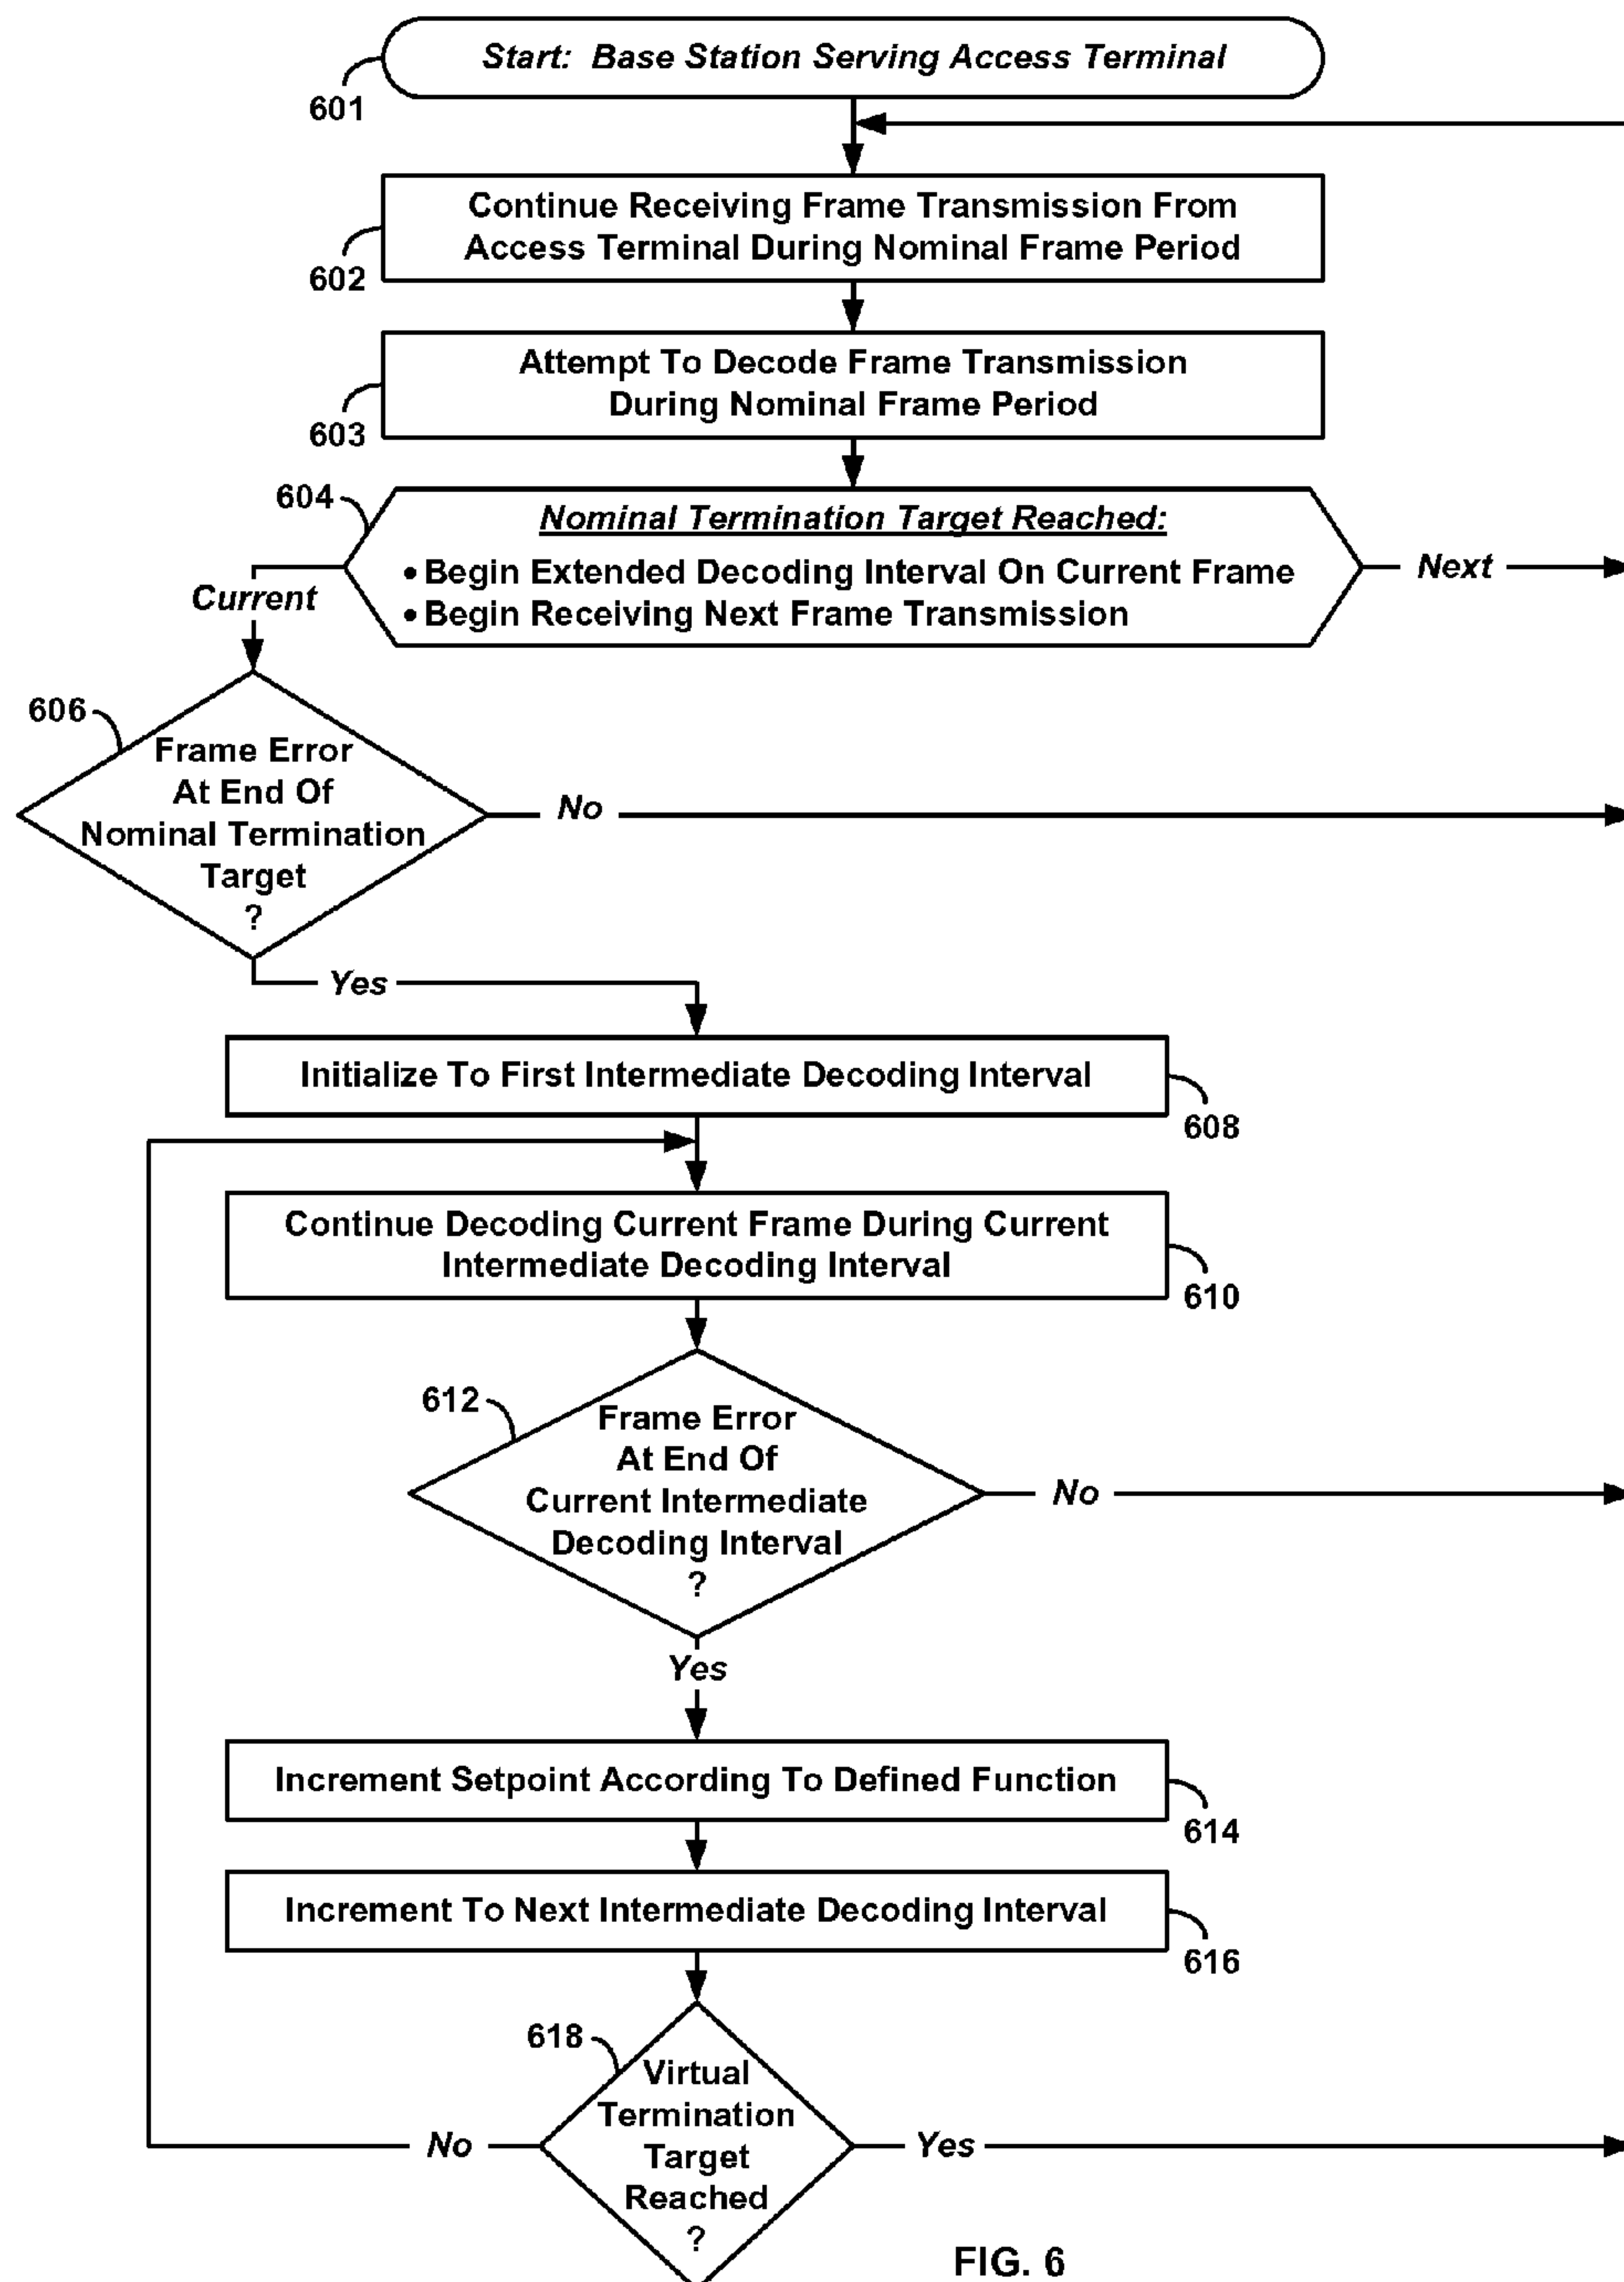 Start: Base Station Serving Access Terminal
601
Continue Receiving Frame Transmission From
Access Terminal During Nominal Frame Period
602
Attempt To Decode Frame Transmission
During Nominal Frame Period
603
604
Nominal Termination Target Reached:
• Begin Extended Decoding Interval On Current Frame
• Begin Receiving Next Frame Transmission
Next
Current
606
Frame Error
At End Of
Nominal Termination
Target
?
No
Yes
Initialize To First Intermediate Decoding Interval
608
Continue Decoding Current Frame During Current
Intermediate Decoding Interval
610
612
Frame Error
At End Of
Current Intermediate
Decoding Interval
?
No
Yes
Increment Setpoint According To Defined Function
614
Increment To Next Intermediate Decoding Interval
616
618
Virtual
Termination
Target
Reached
?
No
Yes
FIG. 6